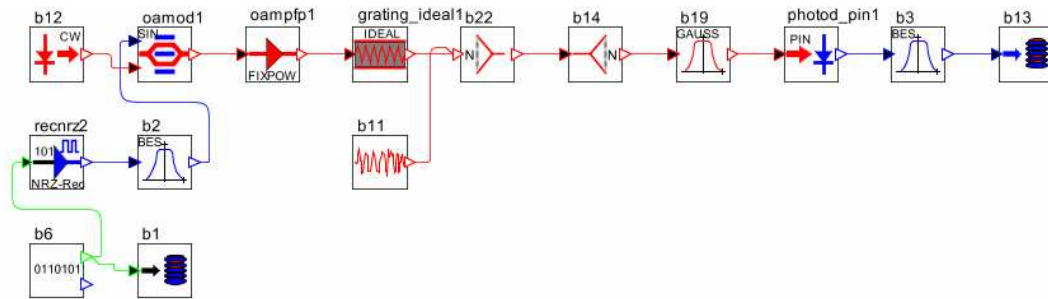 b12 oamod1 oampfp1 grating_ideal1 b22 b14 b19 photod_pin1 b3 b13
CW SIN IDEAL GAUSS PIN BES
N N
FIXPOW
recnrz2 b2 b11
101 BES
NRZ-Rec
b6 b1
0110101